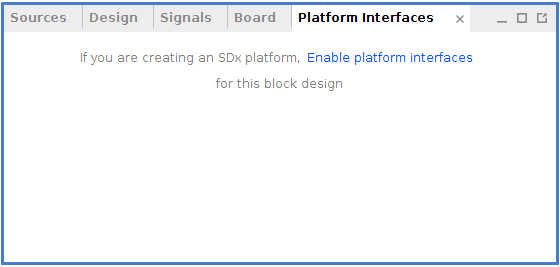 Sources Design Signals Board Platform Interfaces
If you are creating an SDx platform, Enable platform interfaces
for this block design